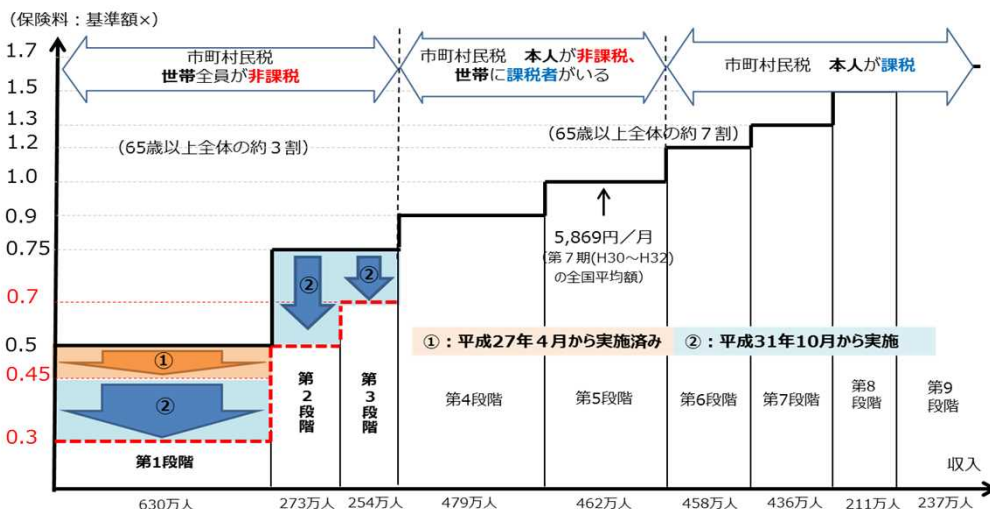 (保険料：基準額×)
1.7
1.5
1.3
1.2
1.0
0.9
0.75
0.7
0.5
0.45
0.3
市町村民税
世帯全員が非課税
市町村民税 本人が非課税、
世帯に課税者がいる
市町村民税 本人が課税
（65歳以上全体の約３割）
（65歳以上全体の約７割）
5,869円／月
（第７期(H30～H32)
の全国平均額）
②
②
①
②
①：平成27年４月から実施済み
②：平成31年10月から実施
第1段階
第２段階
第３段階
第4段階
第5段階
第6段階
第7段階
第8
段階
第9
段階
収入
630万人
273万人
254万人
479万人
462万人
458万人
436万人
211万人
237万人